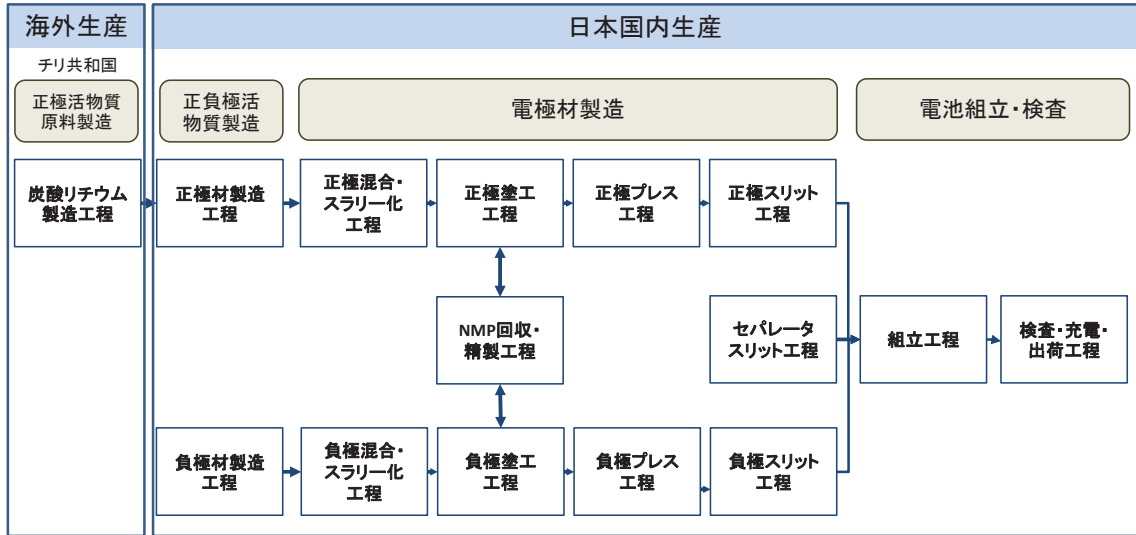 海外生産
日本国内生産
チリ共和国
正極活物質
原料製造
正負極活
物質製造
電極材製造
電池組立・検査
炭酸リチウム
製造工程
正極材製造
工程
正極混合・
スラリー化
工程
正極塗工
工程
正極プレス
工程
正極スリット
工程
NMP回収・
精製工程
セパレータ
スリット工程
組立工程
検査・充電・
出荷工程
負極材製造
工程
負極混合・
スラリー化
工程
負極塗工
工程
負極プレス
工程
負極スリット
工程